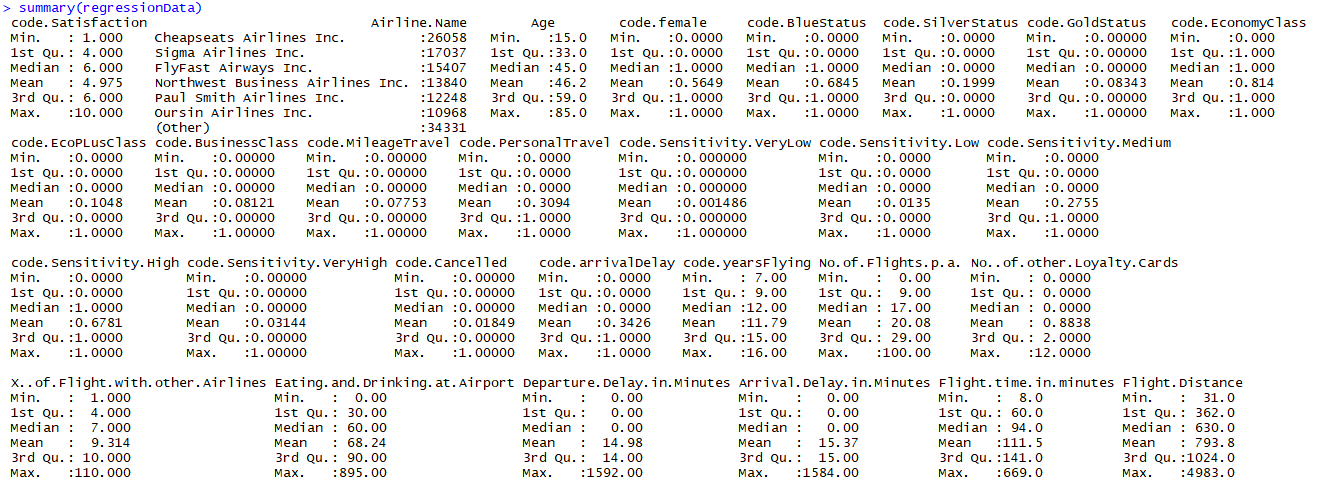 > summary(regressionData)
code.Satisfaction Airline.Name Age code.female code.BlueStatus code.SilverStatus code.GoldStatus code.EconomyClass
Min. : 1.000 Cheapseats Airlines Inc. :26058 Min. :15.0 Min. :0.0000 Min. :0.0000 Min. :0.0000 Min. :0.00000 Min. :0.000
1st Qu.: 4.000 Sigma Airlines Inc. :17037 1st Qu.:33.0 1st Qu.:0.0000 1st Qu.:0.0000 1st Qu.:0.0000 1st Qu.:0.00000 1st Qu.:1.000
Median : 6.000 FlyFast Airways Inc. :15407 Median :45.0 Median :1.0000 Median :1.0000 Median :0.0000 Median :0.00000 Median :1.000
Mean : 4.975 Northwest Business Airlines Inc. :13840 Mean :46.2 Mean :0.5649 Mean :0.6845 Mean :0.1999 Mean :0.08343 Mean :0.814
3rd Qu.: 6.000 Paul Smith Airlines Inc. :12248 3rd Qu.:59.0 3rd Qu.:1.0000 3rd Qu.:1.0000 3rd Qu.:0.0000 3rd Qu.:0.00000 3rd Qu.:1.000
Max. :10.000 Oursin Airlines Inc. :10968 Max. :85.0 Max. :1.0000 Max. :1.0000 Max. :1.0000 Max. :1.00000 Max. :1.000
(Other) :34331
code.EcoPLusClass code.BusinessClass code.MileageTravel code.PersonalTravel code.Sensitivity.VeryLow code.Sensitivity.Low code.Sensitivity.Medium
Min. :0.0000 Min. :0.00000 Min. :0.00000 Min. :0.0000 Min. :0.000000 Min. :0.0000 Min. :0.0000
1st Qu.:0.0000 1st Qu.:0.00000 1st Qu.:0.00000 1st Qu.:0.0000 1st Qu.:0.000000 1st Qu.:0.0000 1st Qu.:0.0000
Median :0.0000 Median :0.00000 Median :0.00000 Median :0.0000 Median :0.000000 Median :0.0000 Median :0.0000
Mean :0.1048 Mean :0.08121 Mean :0.07753 Mean :0.3094 Mean :0.001486 Mean :0.0135 Mean :0.2755
3rd Qu.:0.0000 3rd Qu.:0.00000 3rd Qu.:0.00000 3rd Qu.:1.0000 3rd Qu.:0.000000 3rd Qu.:0.0000 3rd Qu.:1.0000
Max. :1.0000 Max. :1.00000 Max. :1.00000 Max. :1.0000 Max. :1.000000 Max. :1.0000 Max. :1.0000
code.Sensitivity.High code.Sensitivity.VeryHigh code.Cancelled code.arrivalDelay code.yearsFlying No.of.Flights.p.a. No..of.other.Loyalty.Cards
Min. :0.0000 Min. :0.00000 Min. :0.00000 Min. :0.0000 Min. : 7.00 Min. : 0.00 Min. : 0.0000
1st Qu.:0.0000 1st Qu.:0.00000 1st Qu.:0.00000 1st Qu.:0.0000 1st Qu.: 9.00 1st Qu.: 9.00 1st Qu.: 0.0000
Median :1.0000 Median :0.00000 Median :0.00000 Median :0.0000 Median :12.00 Median : 17.00 Median : 0.0000
Mean :0.6781 Mean :0.03144 Mean :0.01849 Mean :0.3426 Mean :11.79 Mean : 20.08 Mean : 0.8838
3rd Qu.:1.0000 3rd Qu.:0.00000 3rd Qu.:0.00000 3rd Qu.:1.0000 3rd Qu.:15.00 3rd Qu.: 29.00 3rd Qu.: 2.0000
Max. :1.0000 Max. :1.00000 Max. :1.00000 Max. :1.0000 Max. :16.00 Max. :100.00 Max. :12.0000
X..of.Flight.with.other.Airlines Eating.and.Drinking.at.Airport Departure.Delay.in.Minutes Arrival.Delay.in.Minutes Flight.time.in.minutes Flight.Distance
Min. : 1.000 Min. : 0.00 Min. : 0.00 Min. : 0.00 Min. : 8.0 Min. : 31.0
1st Qu.: 4.000 1st Qu.: 30.00 1st Qu.: 0.00 1st Qu.: 0.00 1st Qu.: 60.0 1st Qu.: 362.0
Median : 7.000 Median : 60.00 Median : 0.00 Median : 0.00 Median : 94.0 Median : 630.0
Mean : 9.314 Mean : 68.24 Mean : 14.98 Mean : 15.37 Mean :111.5 Mean : 793.8
3rd Qu.: 10.000 3rd Qu.: 90.00 3rd Qu.: 14.00 3rd Qu.: 15.00 3rd Qu.:141.0 3rd Qu.:1024.0
Max. :110.000 Max. :895.00 Max. :1592.00 Max. :1584.00 Max. :669.0 Max. :4983.0